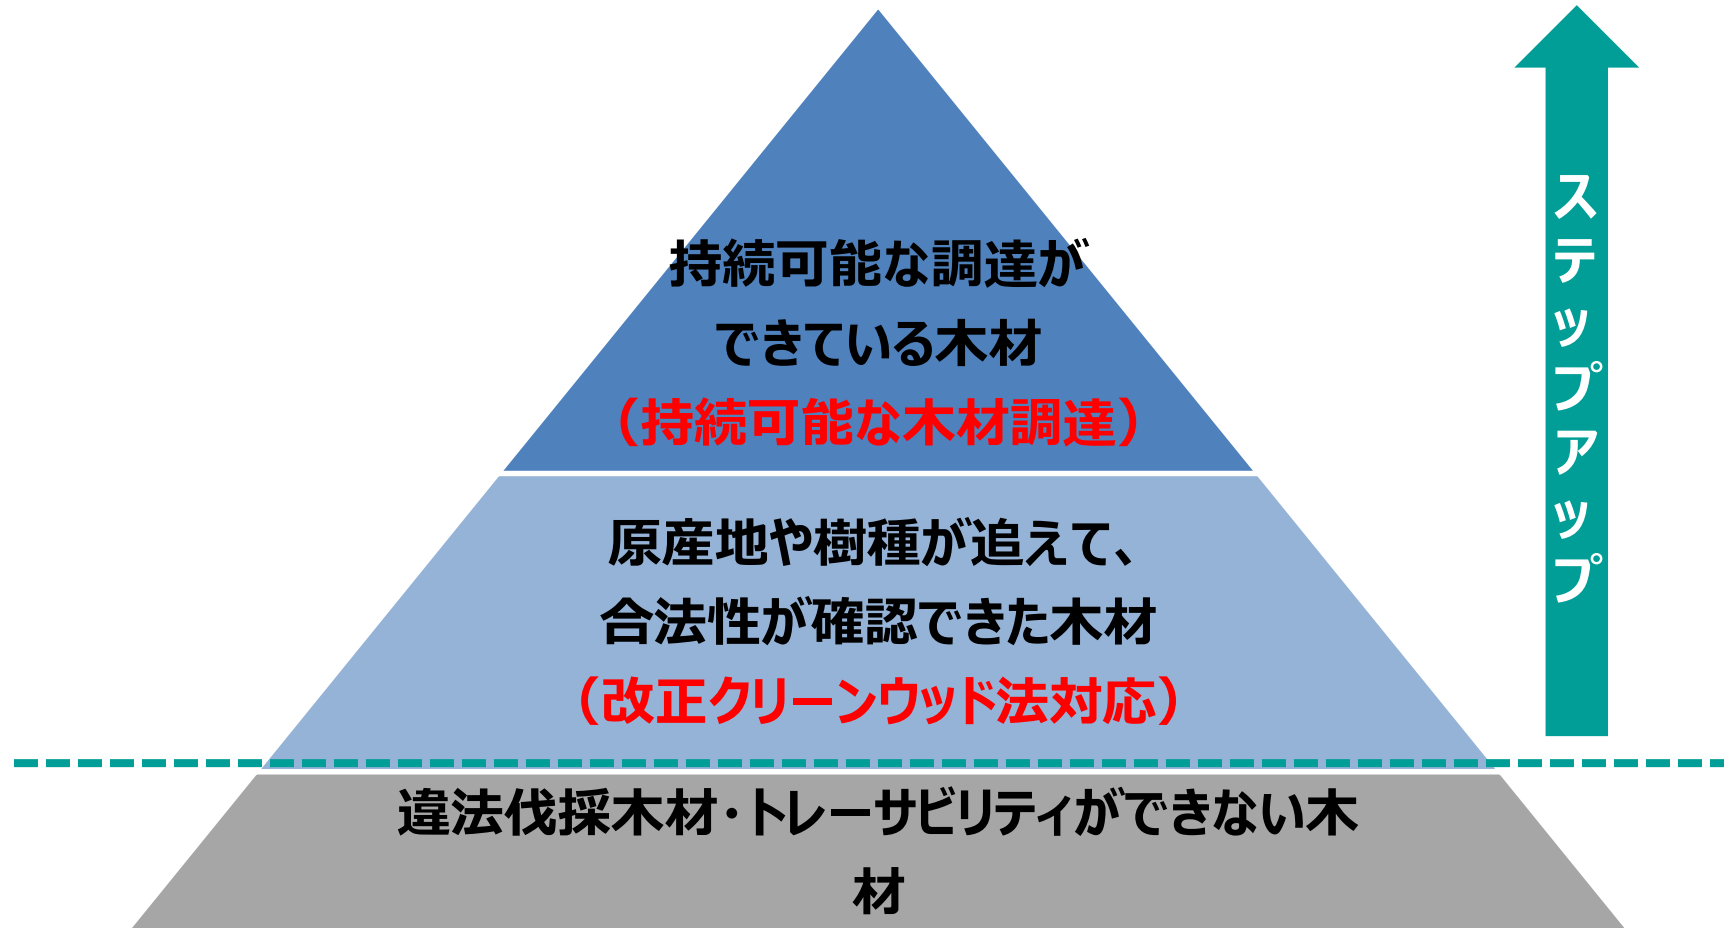 持続可能な調達が
できている木材
（持続可能な木材調達）
原産地や樹種が追えて、
合法性が確認できた木材
（改正クリーンウッド法対応）
違法伐採木材・トレーサビリティができない木
材
ステップアップ